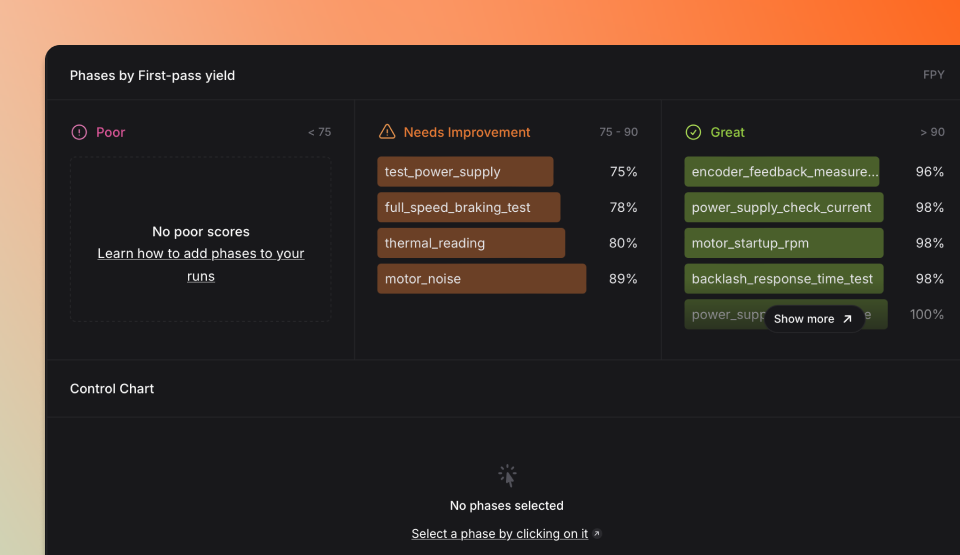 Phases by First-pass yield
FPY
Poor
< 75
No poor scores
Learn how to add phases to your
runs
Needs Improvement
75 - 90
test_power_supply 75%
full_speed_braking_test 78%
thermal_reading 80%
motor_noise 89%
Great
> 90
encoder_feedback_measure... 96%
power_supply_check_current 98%
motor_startup_rpm 98%
backlash_response_time_test 98%
100%
Show more
Control Chart
No phases selected
Select a phase by clicking on it